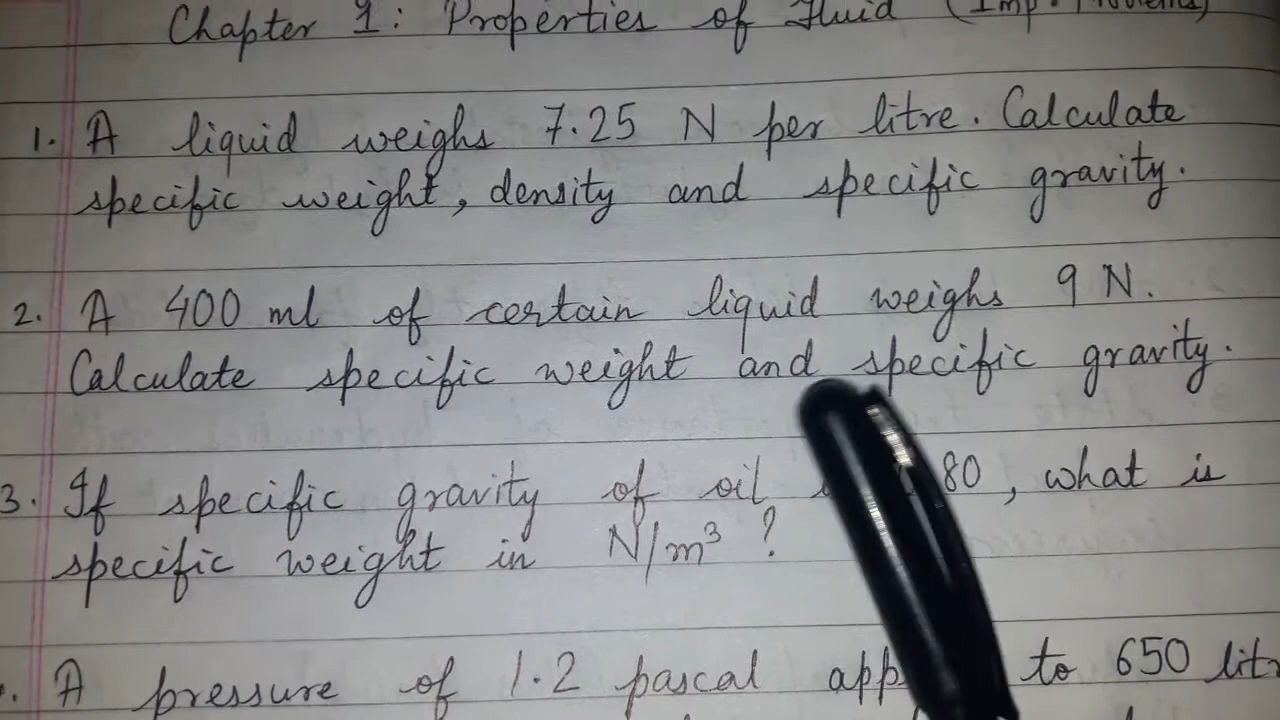 Chapter 1: Properties of Fluid (Imp. Problems)
1. A liquid weighs 7.25 N per litre. Calculate
specific weight, density and specific gravity.
2. A 400 ml of certain liquid weighs 9 N.
Calculate specific weight and specific gravity.
3. If specific gravity of oil 80, what is
specific weight in N/m³ ?
A pressure of 1.2 pascal to 650